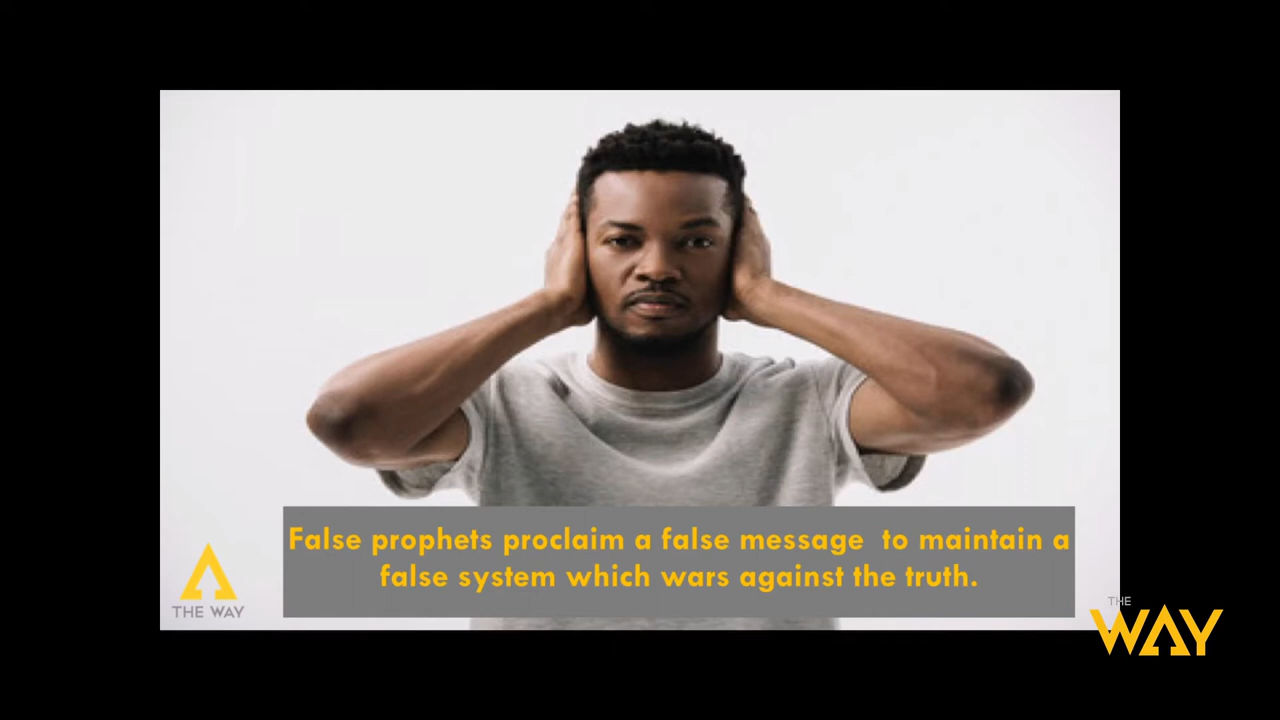 False prophets proclaim a false message  to maintain a
false system which wars against the truth.
THE WAY
THE
WAY